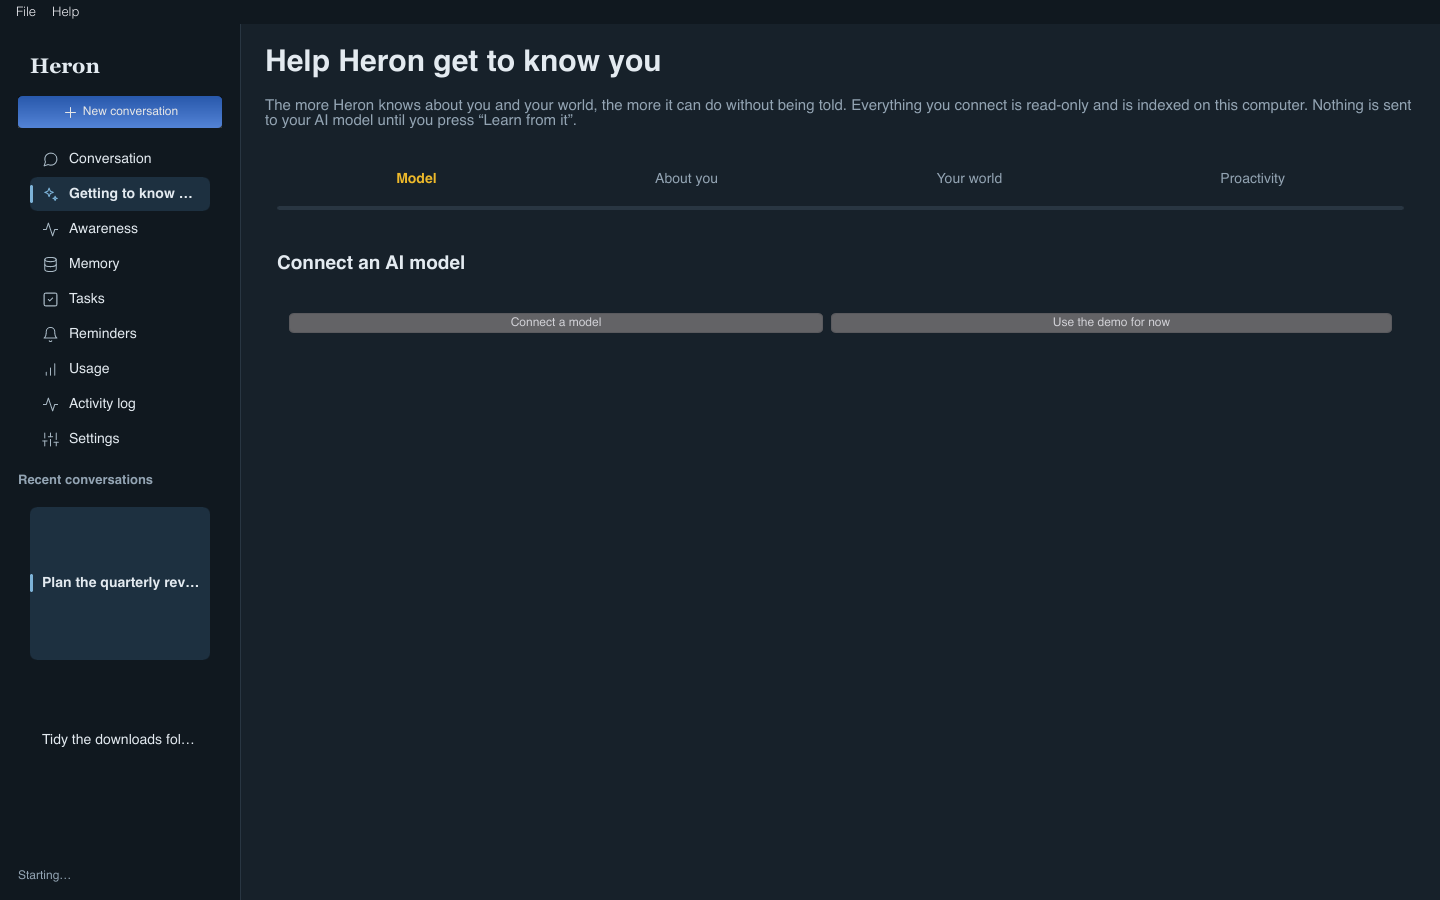 File Help
Heron
New conversation
Conversation
Getting to know ...
Awareness
Memory
Tasks
Reminders
Usage
Activity log
Settings
Recent conversations
Plan the quarterly rev...
Tidy the downloads fol...
Starting...
Help Heron get to know you
The more Heron knows about you and your world, the more it can do without being told. Everything you connect is read-only and is indexed on this computer. Nothing is sent
to your AI model until you press “Learn from it”.
Model About you Your world Proactivity
Connect an AI model
Connect a model Use the demo for now